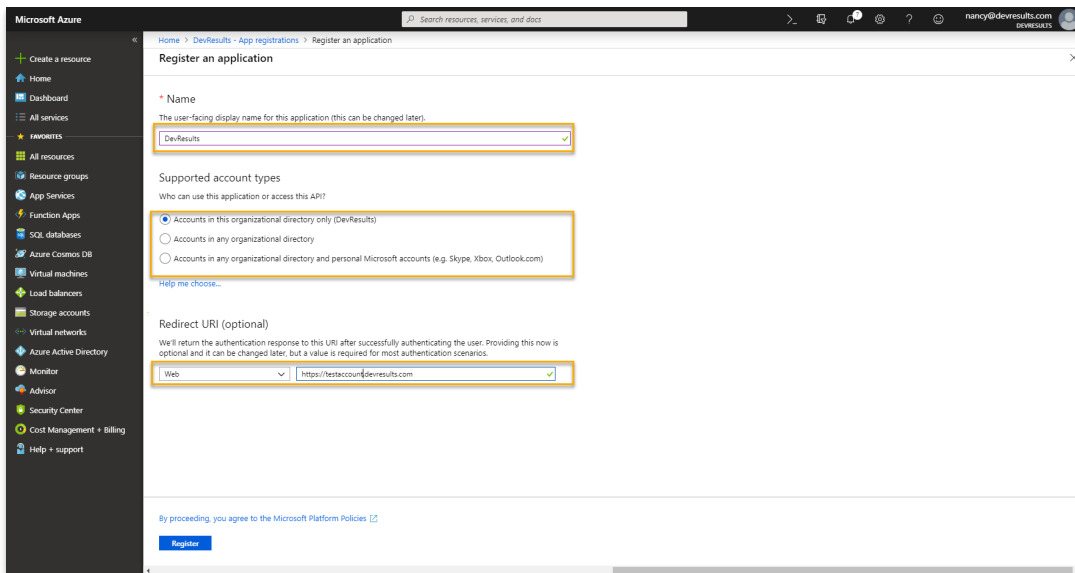 Microsoft Azure
Search resources, services, and docs
nancy@devresults.com
DEVRESULTS
Home > DevResults - App registrations > Register an application
Register an application
Create a resource
Home
Dashboard
All services
FAVORITES
All resources
Resource groups
App Services
Function Apps
SQL databases
Azure Cosmos DB
Virtual machines
Load balancers
Storage accounts
Virtual networks
Azure Active Directory
Monitor
Advisor
Security Center
Cost Management + Billing
Help + support
* Name
The user-facing display name for this application (this can be changed later).
DevResults
Supported account types
Who can use this application or access this API?
Accounts in this organizational directory only (DevResults)
Accounts in any organizational directory
Accounts in any organizational directory and personal Microsoft accounts (e.g. Skype, Xbox, Outlook.com)
Help me choose...
Redirect URI (optional)
We'll return the authentication response to this URI after successfully authenticating the user. Providing this now is
optional and it can be changed later, but a value is required for most authentication scenarios.
Web
https://testaccount.devresults.com
By proceeding, you agree to the Microsoft Platform Policies
Register